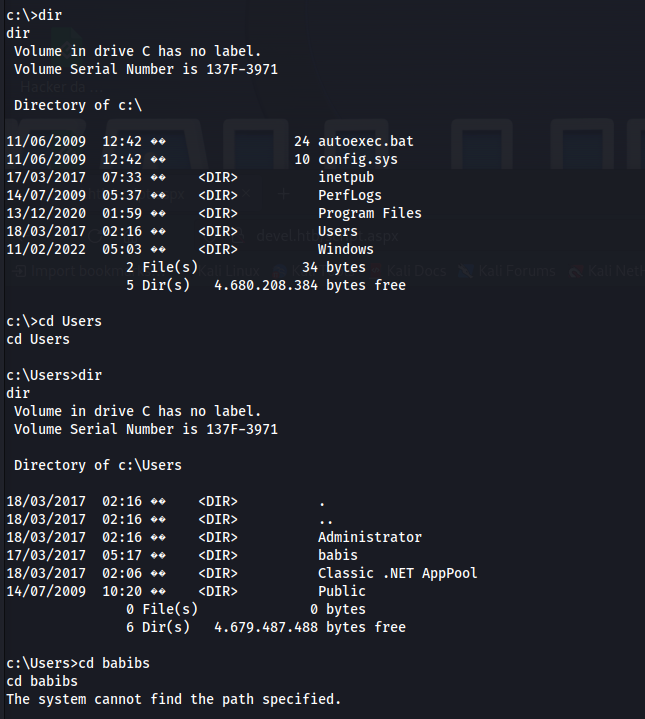 c:\>dir
dir
 Volume in drive C has no label.
 Volume Serial Number is 137F-3971

 Directory of c:\

11/06/2009  12:42 ��                24 autoexec.bat
11/06/2009  12:42 ��                10 config.sys
17/03/2017  07:33 ��    <DIR>          inetpub
14/07/2009  05:37 ��    <DIR>          PerfLogs
13/12/2020  01:59 ��    <DIR>          Program Files
18/03/2017  02:16 ��    <DIR>          Users
11/02/2022  05:03 ��    <DIR>          Windows
               2 File(s)             34 bytes
               5 Dir(s)   4.680.208.384 bytes free

c:\>cd Users
cd Users

c:\Users>dir
dir
 Volume in drive C has no label.
 Volume Serial Number is 137F-3971

 Directory of c:\Users

18/03/2017  02:16 ��    <DIR>          .
18/03/2017  02:16 ��    <DIR>          ..
18/03/2017  02:16 ��    <DIR>          Administrator
17/03/2017  05:17 ��    <DIR>          babis
18/03/2017  02:06 ��    <DIR>          Classic .NET AppPool
14/07/2009  10:20 ��    <DIR>          Public
               0 File(s)              0 bytes
               6 Dir(s)   4.679.487.488 bytes free

c:\Users>cd babibs
cd babibs
The system cannot find the path specified.